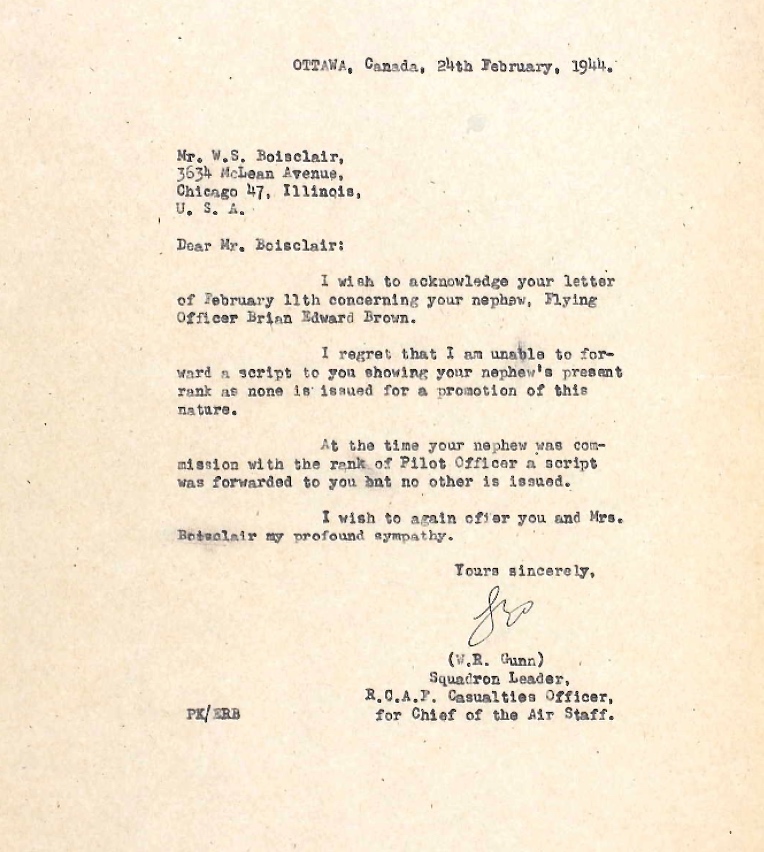 OTTAWA, Canada, 24th February, 1944.
Mr. W.S. Boisclair,
3634 McLean Avenue,
Chicago 47, Illinois,
U. S. A.
Dear Mr. Boisclair:
I wish to acknowledge your letter
of February 11th concerning your nephew, Flying
Officer Brian Edward Brown.
I regret that I am unable to for-
ward a script to you showing your nephew's present
rank as none is issued for a promotion of this
nature.
At the time your nephew was com-
mission with the rank of Pilot Officer a script
was forwarded to you but no other is issued.
I wish to again offer you and Mrs.
Boisclair my profound sympathy.
Yours sincerely,
(W.R. Gunn)
Squadron Leader,
R.C.A.F. Casualties Officer,
PK/ERB for Chief of the Air Staff.